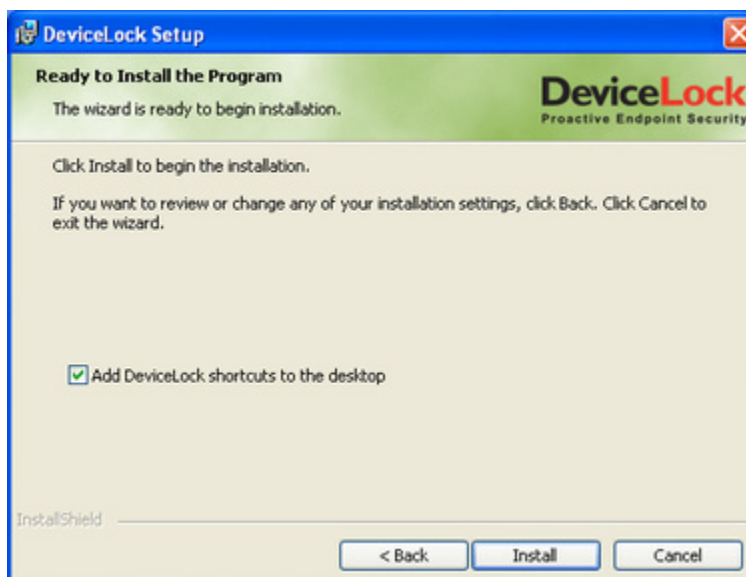 DeviceLock Setup
Ready to Install the Program
The wizard is ready to begin installation.
DeviceLock
Proactive Endpoint Security
Click Install to begin the installation.
If you want to review or change any of your installation settings, click Back. Click Cancel to
exit the wizard.
Add DeviceLock shortcuts to the desktop
InstallShield
< Back
Install
Cancel